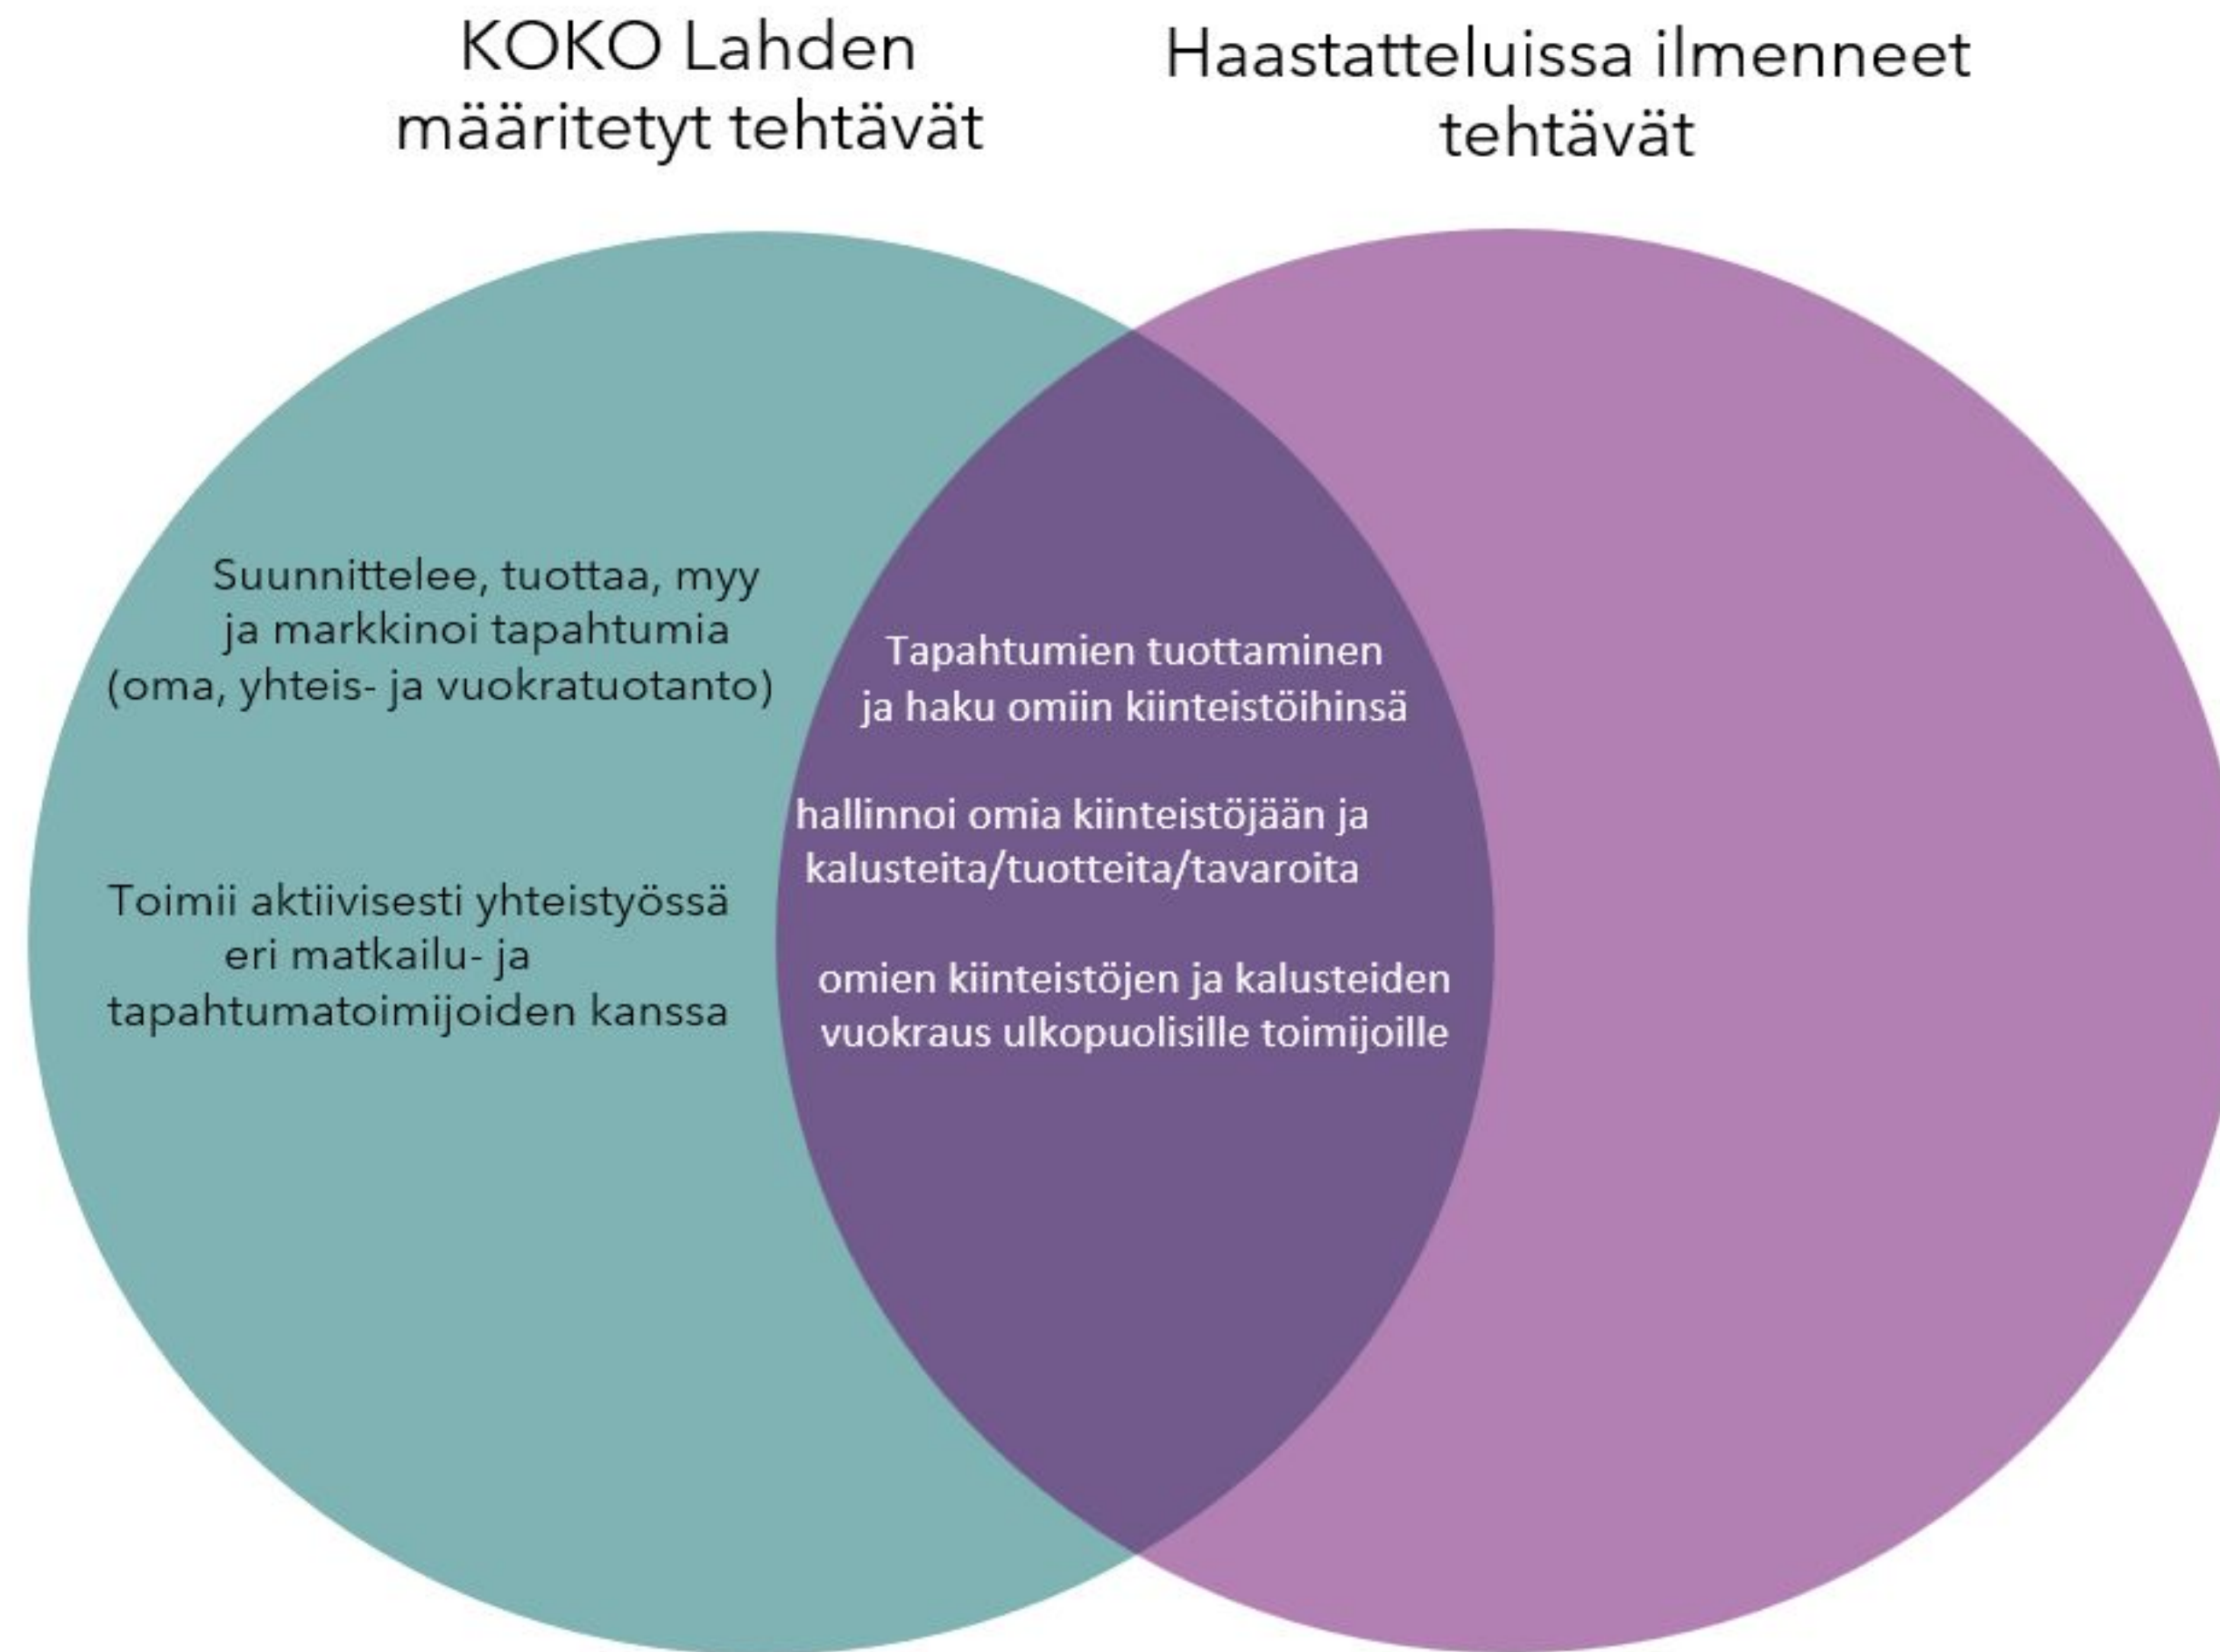 KOKO Lahden
määritetyt tehtävät
Haastatteluissa ilmenneet
tehtävät
Suunnittelee, tuottaa, myy
ja markkinoi tapahtumia
(oma, yhteis- ja vuokratuotanto)
Toimii aktiivisesti yhteistyössä
eri matkailu- ja
tapahtumatoimijoiden kanssa
Tapahtumien tuottaminen
ja haku omiin kiinteistöihinsä
hallinnoi omia kiinteistöjään ja
kalusteita/tuotteita/tavaroita
omien kiinteistöjen ja kalusteiden
vuokraus ulkopuolisille toimijoille